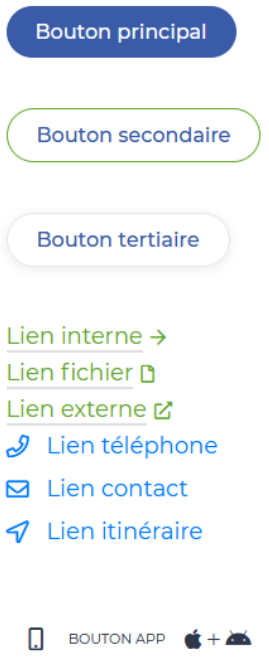 Bouton principal
Bouton secondaire
Bouton tertiaire
Lien interne
Lien fichier
Lien externe
Lien téléphone
Lien contact
Lien itinéraire
BOUTON APP +